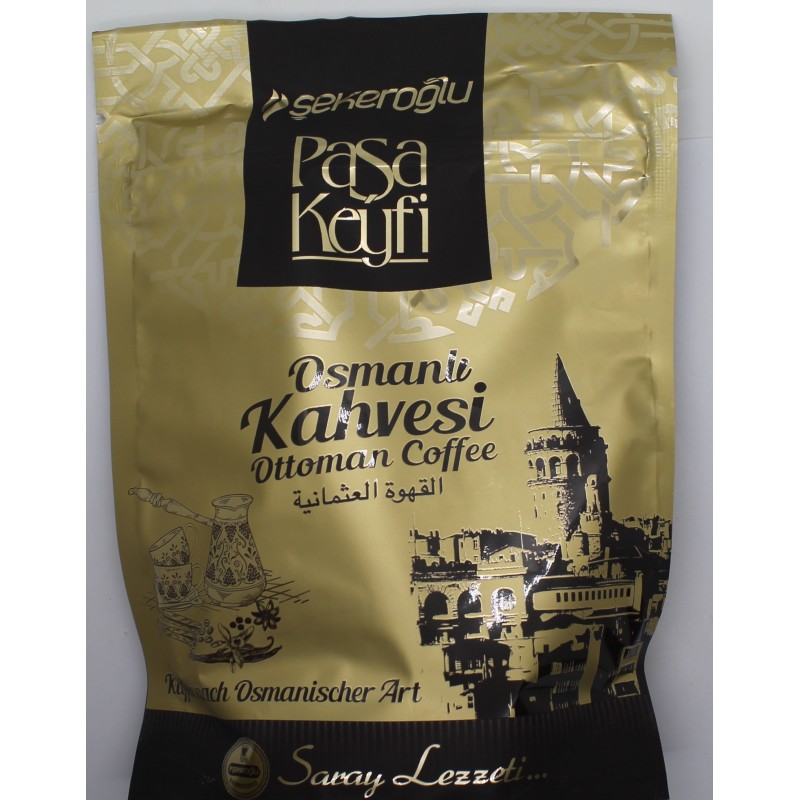 şekeroğlu
Paşa
Keyfi
Osmanlı
Kahvesi
Ottoman Coffee
القهوة العثمانية
Osmanischer Art
Saray Lezzeti...